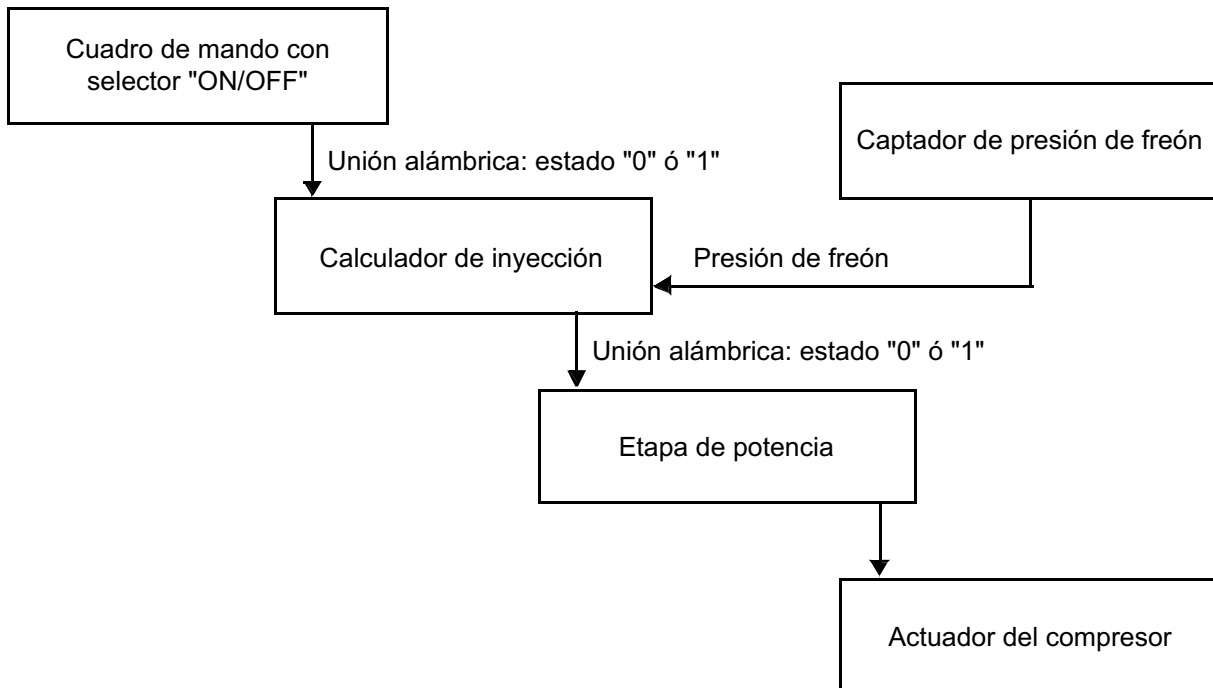 Cuadro de mando con
selector "ON/OFF"
Captador de presión de freón
Unión alámbrica: estado "0" ó "1"
Calculador de inyección
Presión de freón
Unión alámbrica: estado "0" ó "1"
Etapa de potencia
Actuador del compresor